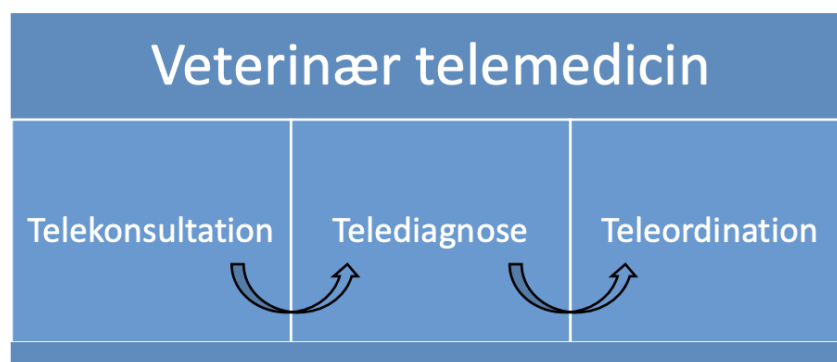 Veterinær telemedicin
Telekonsultation
Telediagnose
Teleordination